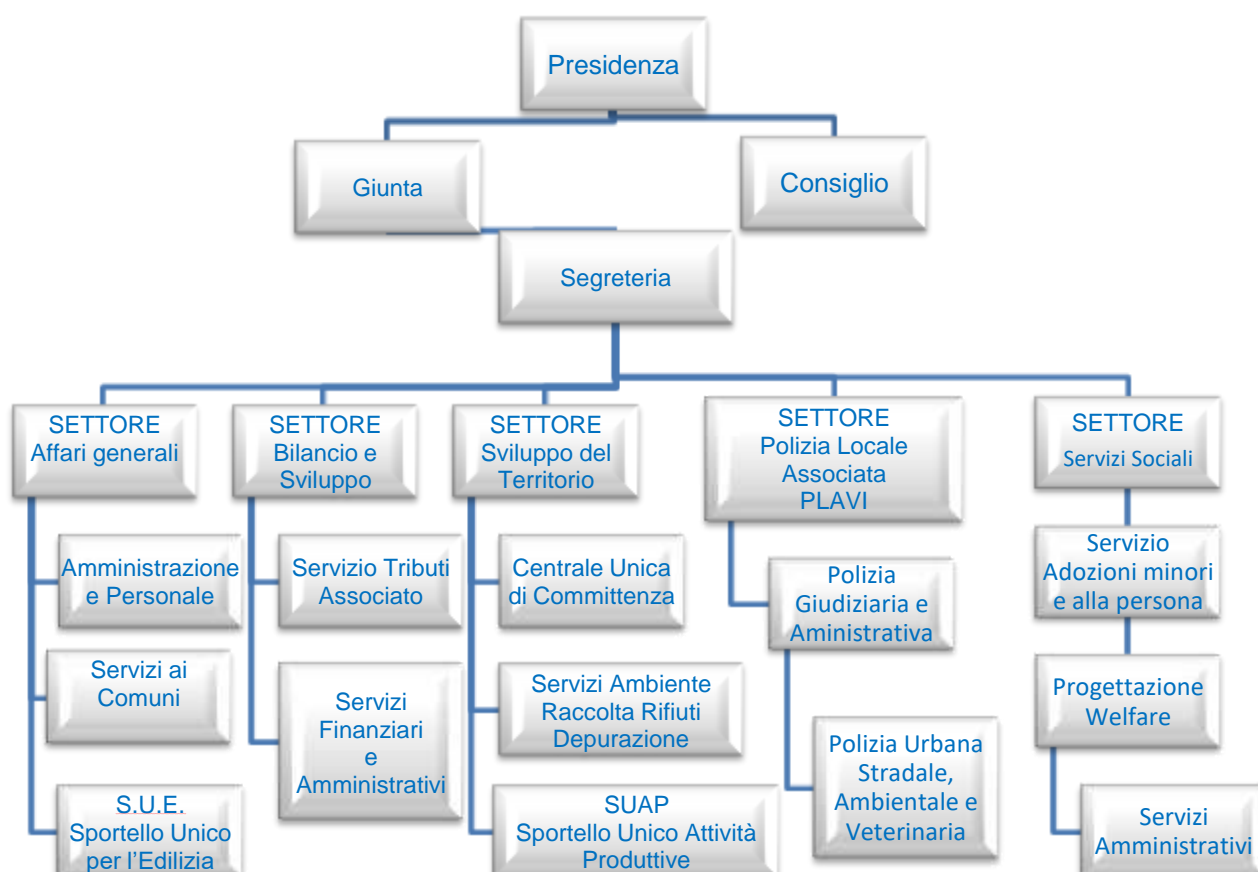 Presidenza
Giunta
Consiglio
Segreteria
SETTORE
Affari generali
SETTORE
Bilancio e
Sviluppo
SETTORE
Sviluppo del
Territorio
SETTORE
Polizia Locale
Associata
PLAVI
SETTORE
Servizi Sociali
Amministrazione
e Personale
Servizio Tributi
Associato
Centrale Unica
di Committenza
Polizia
Giudiziaria e
Aministrativa
Servizio
Adozioni minori
e alla persona
Servizi ai
Comuni
Servizi
Finanziari
e
Amministrativi
Servizi Ambiente
Raccolta Rifiuti
Depurazione
Polizia Urbana
Stradale,
Ambientale e
Veterinaria
Progettazione
Welfare
S.U.E.
Sportello Unico
per l'Edilizia
SUAP
Sportello Unico Attività
Produttive
Servizi
Amministrativi